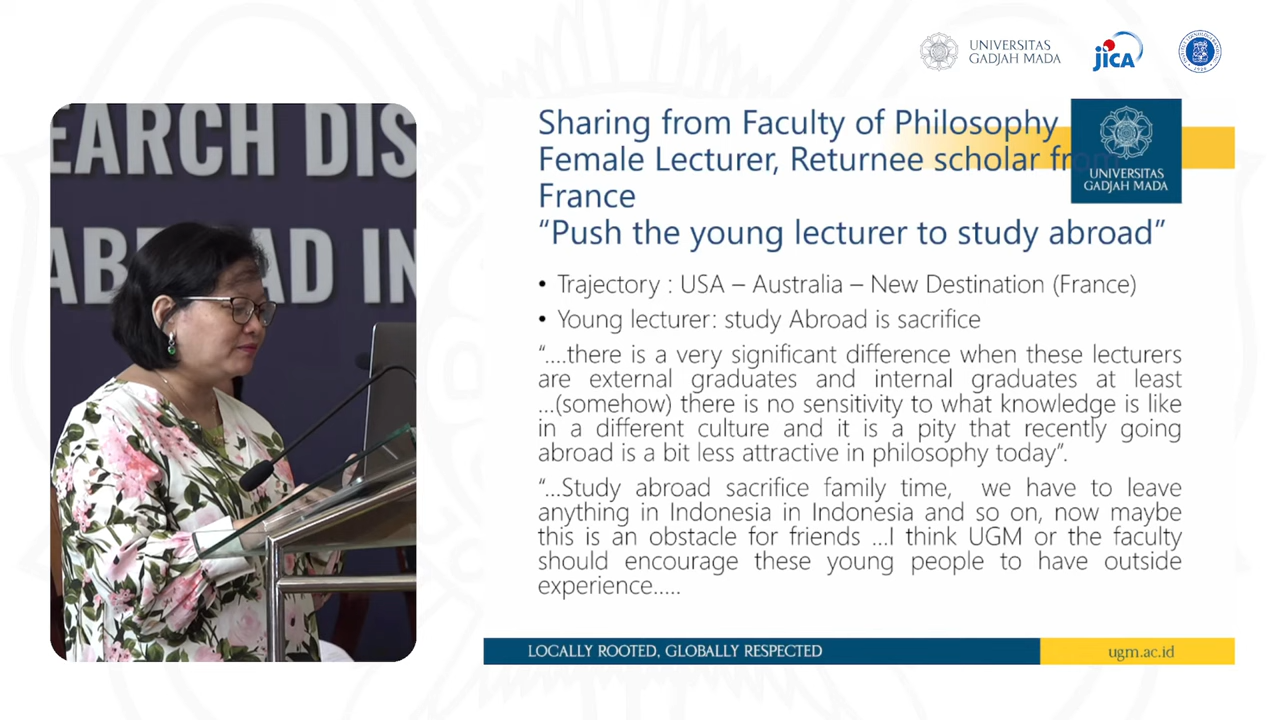 UNIVERSITAS
GADJAH MADA
JICA
EARCH DIS
ABROAD IN
Sharing from Faculty of Philosophy
Female Lecturer, Returnee scholar from
France
“Push the young lecturer to study abroad”
UNIVERSITAS
GADJAH MADA
• Trajectory : USA – Australia – New Destination (France)
• Young lecturer: study Abroad is sacrifice
“....there is a very significant difference when these lecturers
are external graduates and internal graduates at least
...(somehow) there is no sensitivity to what knowledge is like
in a different culture and it is a pity that recently going
abroad is a bit less attractive in philosophy today”.
“...Study abroad sacrifice family time, we have to leave
anything in Indonesia in Indonesia and so on, now maybe
this is an obstacle for friends ...I think UGM or the faculty
should encourage these young people to have outside
experience.....
LOCALLY ROOTED, GLOBALLY RESPECTED
ugm.ac.id